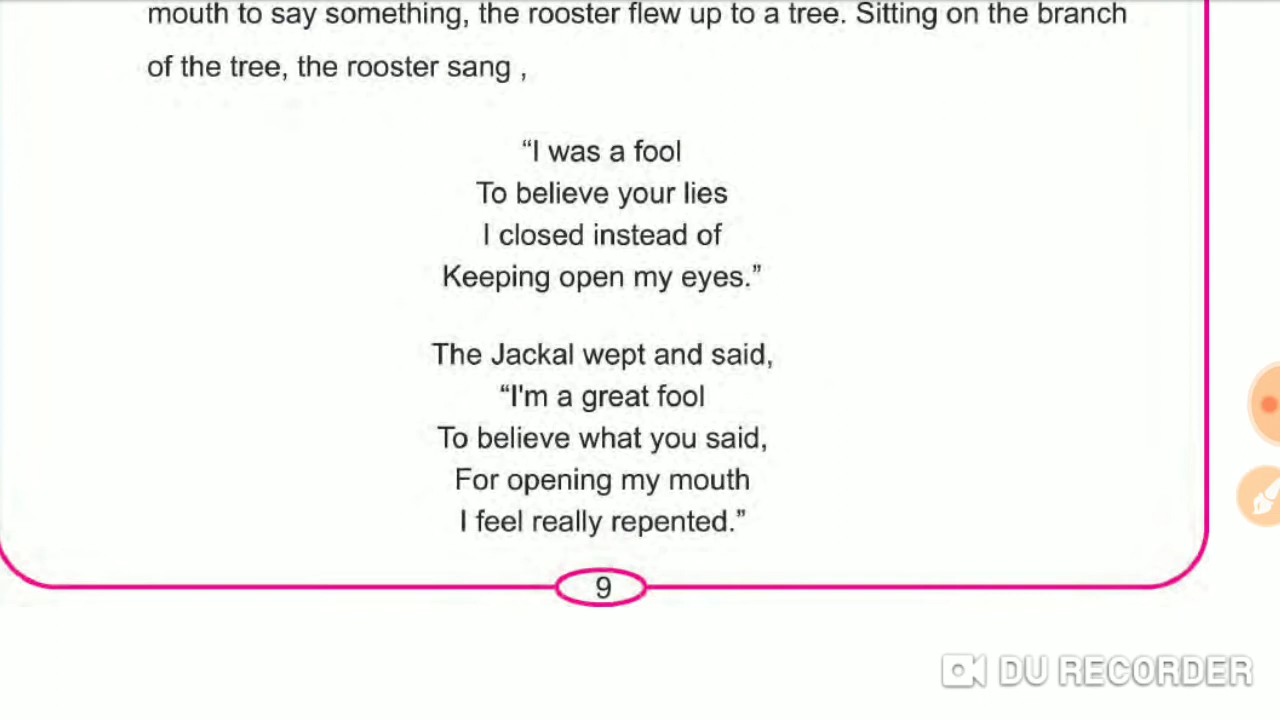 mouth to say something, the rooster flew up to a tree. Sitting on the branch
of the tree, the rooster sang ,
“I was a fool
To believe your lies
I closed instead of
Keeping open my eyes.”
The Jackal wept and said,
“I'm a great fool
To believe what you said,
For opening my mouth
I feel really repented.”
9
DU RECORDER